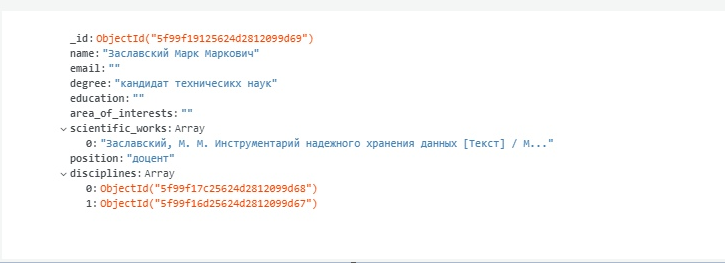 _id: ObjectId("5f99f19125624d2812099d69")
name: "Заславский Марк Маркович"
email: ""
degree: "кандидат техничесикх наук"
education: ""
area_of_interests: ""
scientific_works: Array
0: "Заславский, М. М. Инструментарий надежного хранения данных [Текст] / М..."
position: "доцент"
disciplines: Array
0: ObjectId("5f99f17c25624d2812099d68")
1: ObjectId("5f99f16d25624d2812099d67")